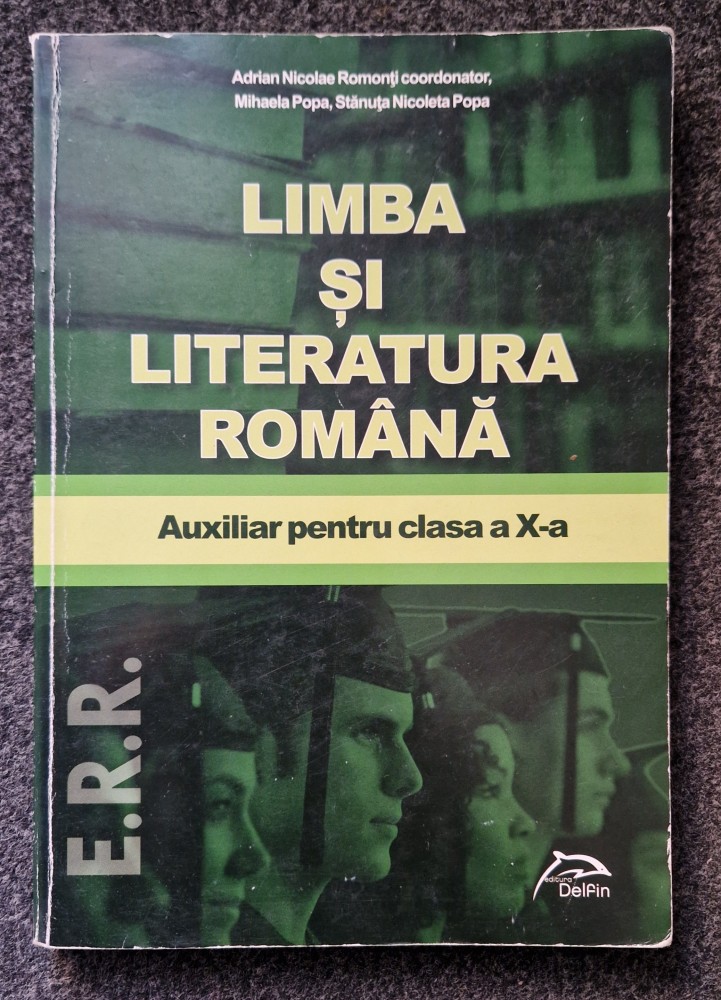 Adrian Nicolae Romonți coordonator,
Mihaela Popa, Stănuța Nicoleta Popa
LIMBA
ȘI
LITERATURA
ROMÂNĂ
Auxiliar pentru clasa a X-a
E.R.R.
editura
Delfin